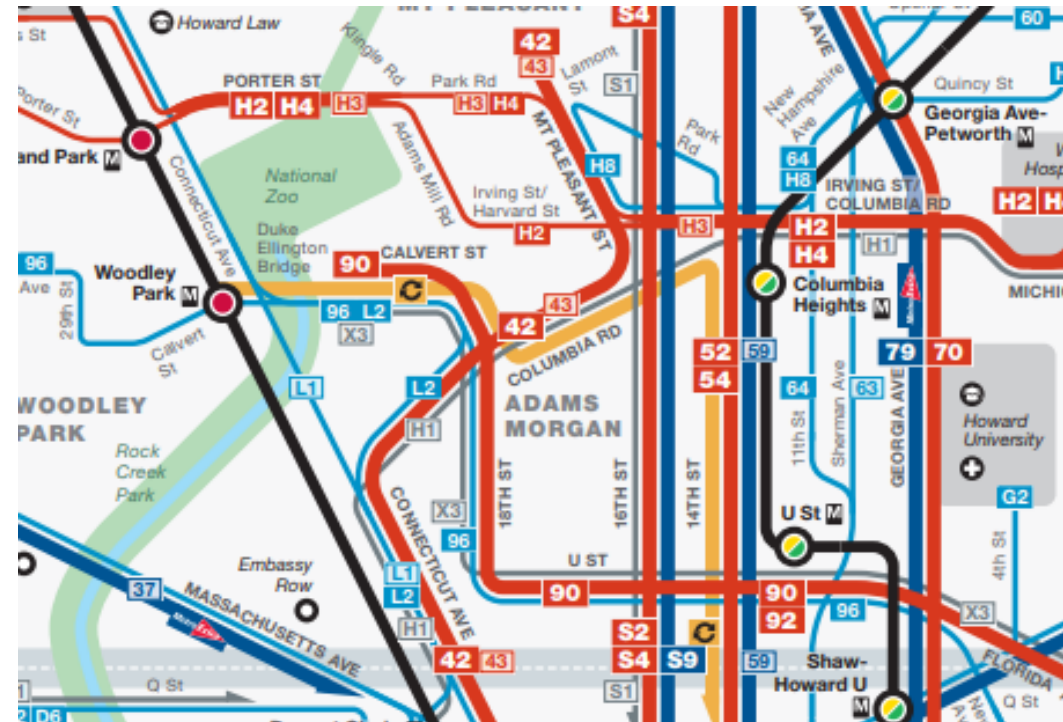 MT PLEASANT
S4
60
s St
Howard Law
42
43
Klingle Rd
Lamont
St
S1
PORTER ST
Park Rd
H2 H4
H3
H3 H4
New
Hampshire
Ave
Quincy St
Porter St
Georgia Ave-
Petworth M
and Park M
Connecticut Ave
National
Zoo
Adams Mill Rd
MT PLEASANT ST
Park
Rd
64
H8
H8
Irving St/
Harvard St
H2
H3
H2
H4
IRVING ST/
COLUMBIA RD
H1
H2
Duke
Ellington
Bridge
90
CALVERT ST
96
Ave
29th St
Woodley
Park M
96 L2
X3
43
42
COLUMBIA RD
Columbia
Heights M
MICHI
Calvert
St
L1
L2
52
54
59
79 70
64
63
Sherman Ave
11th St
GEORGIA AVE
Howard
University
WOODLEY
PARK
ADAMS
MORGAN
H1
Rock
Creek
Park
CONNECTICUT AVE
X3
96
18TH ST
16TH ST
14TH ST
U St M
G2
4th St
Embassy
Row
U ST
37
MASSACHUSETTS AVE
L1
L2
H1
90
90
92
96
X3
42 43
S2
S4 S9
S1
59
Shaw-
Howard U
M
FLORIDA
Q St
Q St
D6